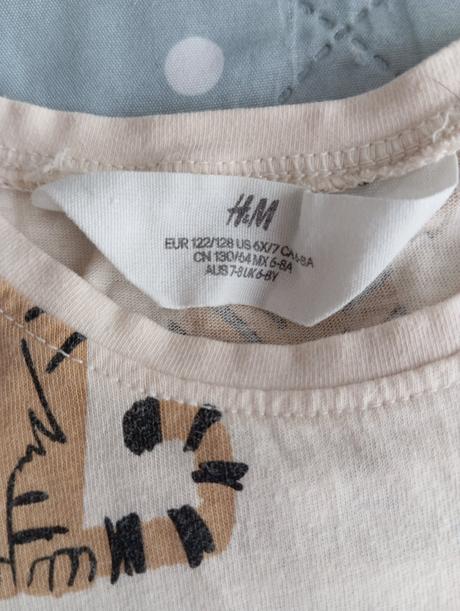 H&M
EUR 122/128 US 6X/7 CA 6-8A
CN 130/64 MX 6-8A
AUS 7-8 UK 6-8Y